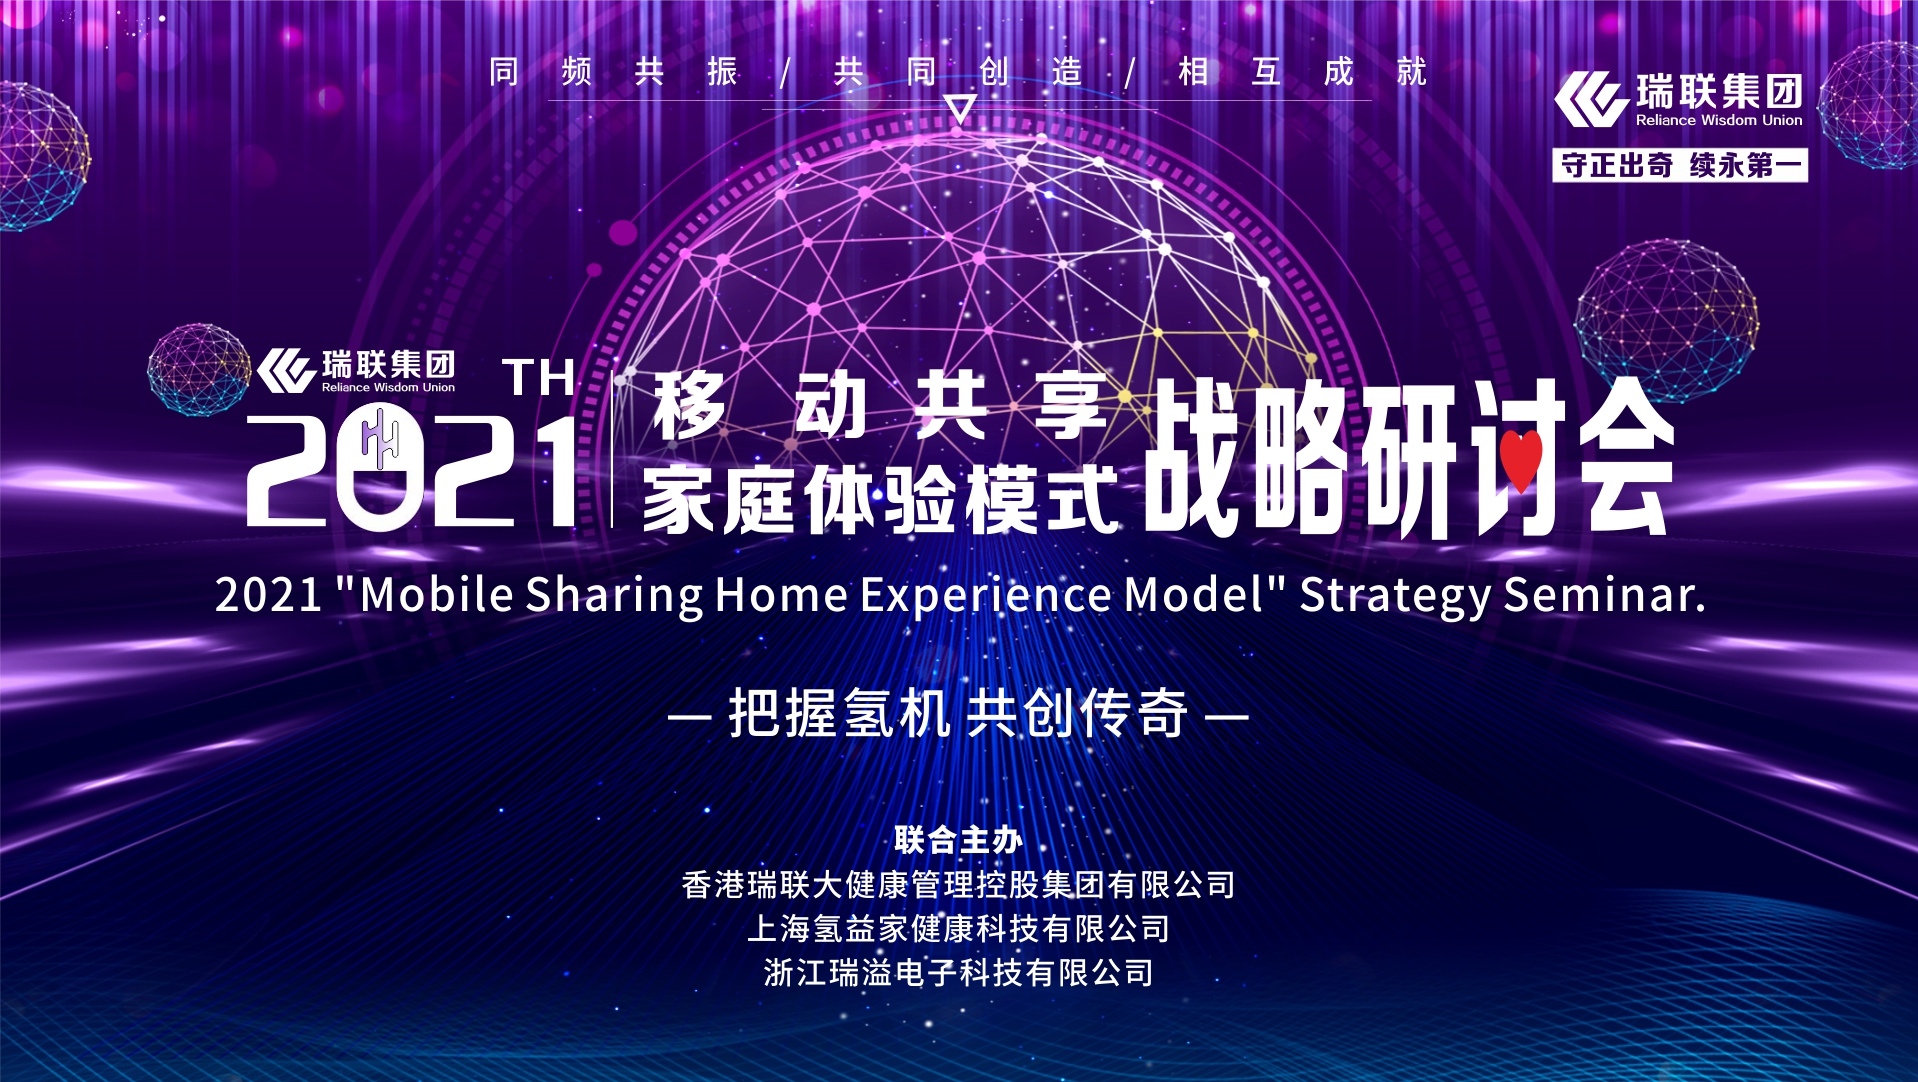 同频共振/共同创造/相互成就
瑞联集团
Reliance Wisdom Union
守正出奇 续永第一
瑞联集团
Reliance Wisdom Union
2021 TH
移动共享
家庭体验模式
战略研讨会
2021 "Mobile Sharing Home Experience Model" Strategy Seminar.
— 把握氢机 共创传奇 —
联合主办
香港瑞联大健康管理控股集团有限公司
上海氢益家健康科技有限公司
浙江瑞溢电子科技有限公司